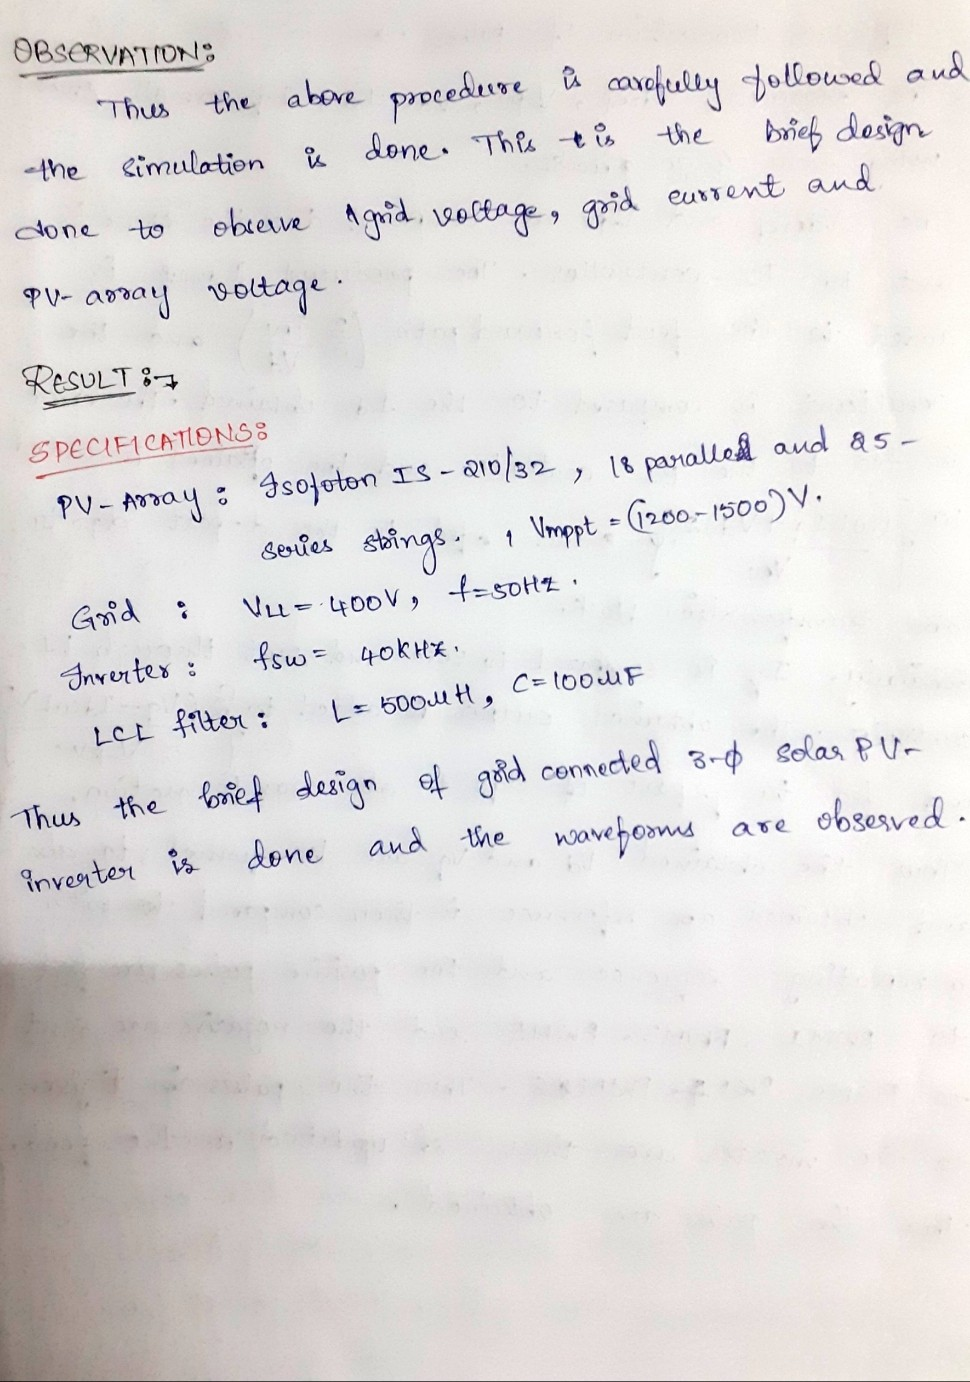 OBSERVATION:
Thus the above procedure is carefully followed and
the simulation is done. This is the brief design
done to observe grid voltage, grid current and
PV-array voltage.
RESULT:→
SPECIFICATIONS:
PV-Array: Isofoton IS-210/32, 18 parallel and 25-
series strings. , Vmppt = (1200-1500)V.
Grid : VLL = 400V, f=50Hz.
Inverter: fsw = 40KHz.
LCL filter: L = 500μH, C=100μF
Thus the brief design of grid connected 3-ϕ solar PV-
inverter is done and the waveforms are observed.